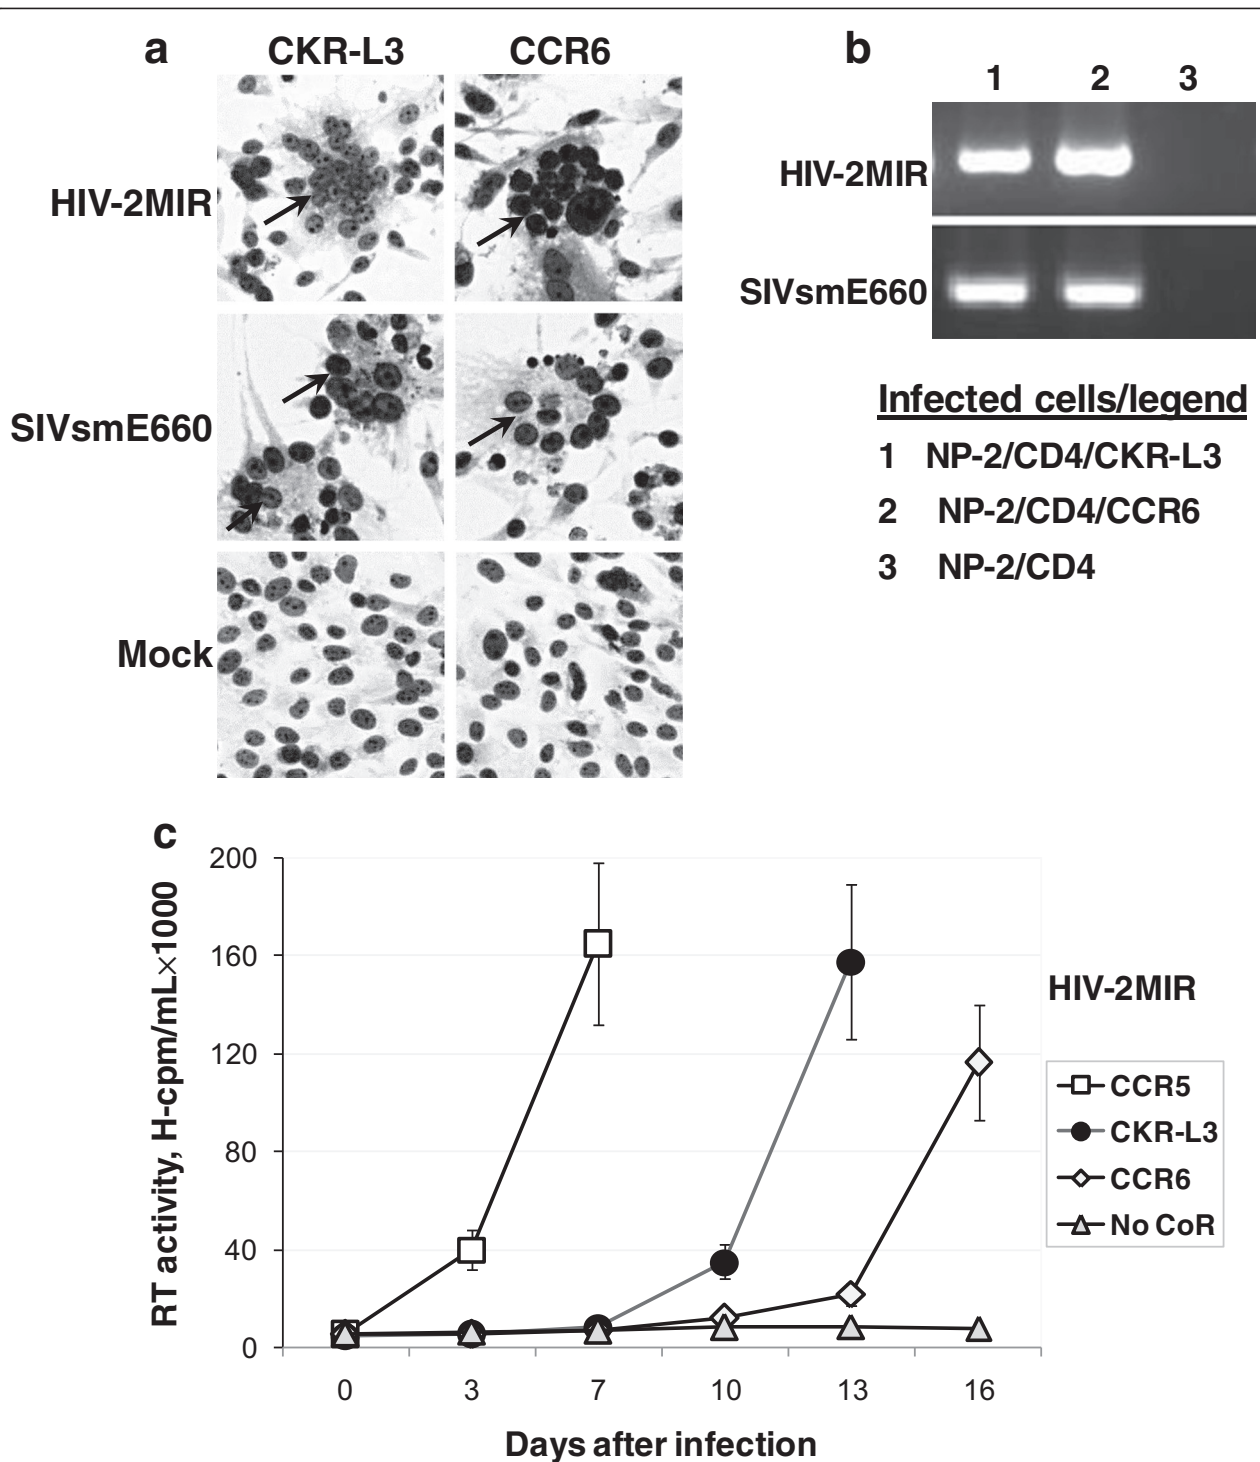 a
CKR-L3 CCR6
HIV-2MIR
SIVsmE660
Mock
b
1 2 3
HIV-2MIR
SIVsmE660
Infected cells/legend
1 NP-2/CD4/CKR-L3
2 NP-2/CD4/CCR6
3 NP-2/CD4
c
RT activity, H-cpm/mL×1000
200
160
120
80
40
0
0 3 7 10 13 16
Days after infection
HIV-2MIR
CCR5
CKR-L3
CCR6
No CoR